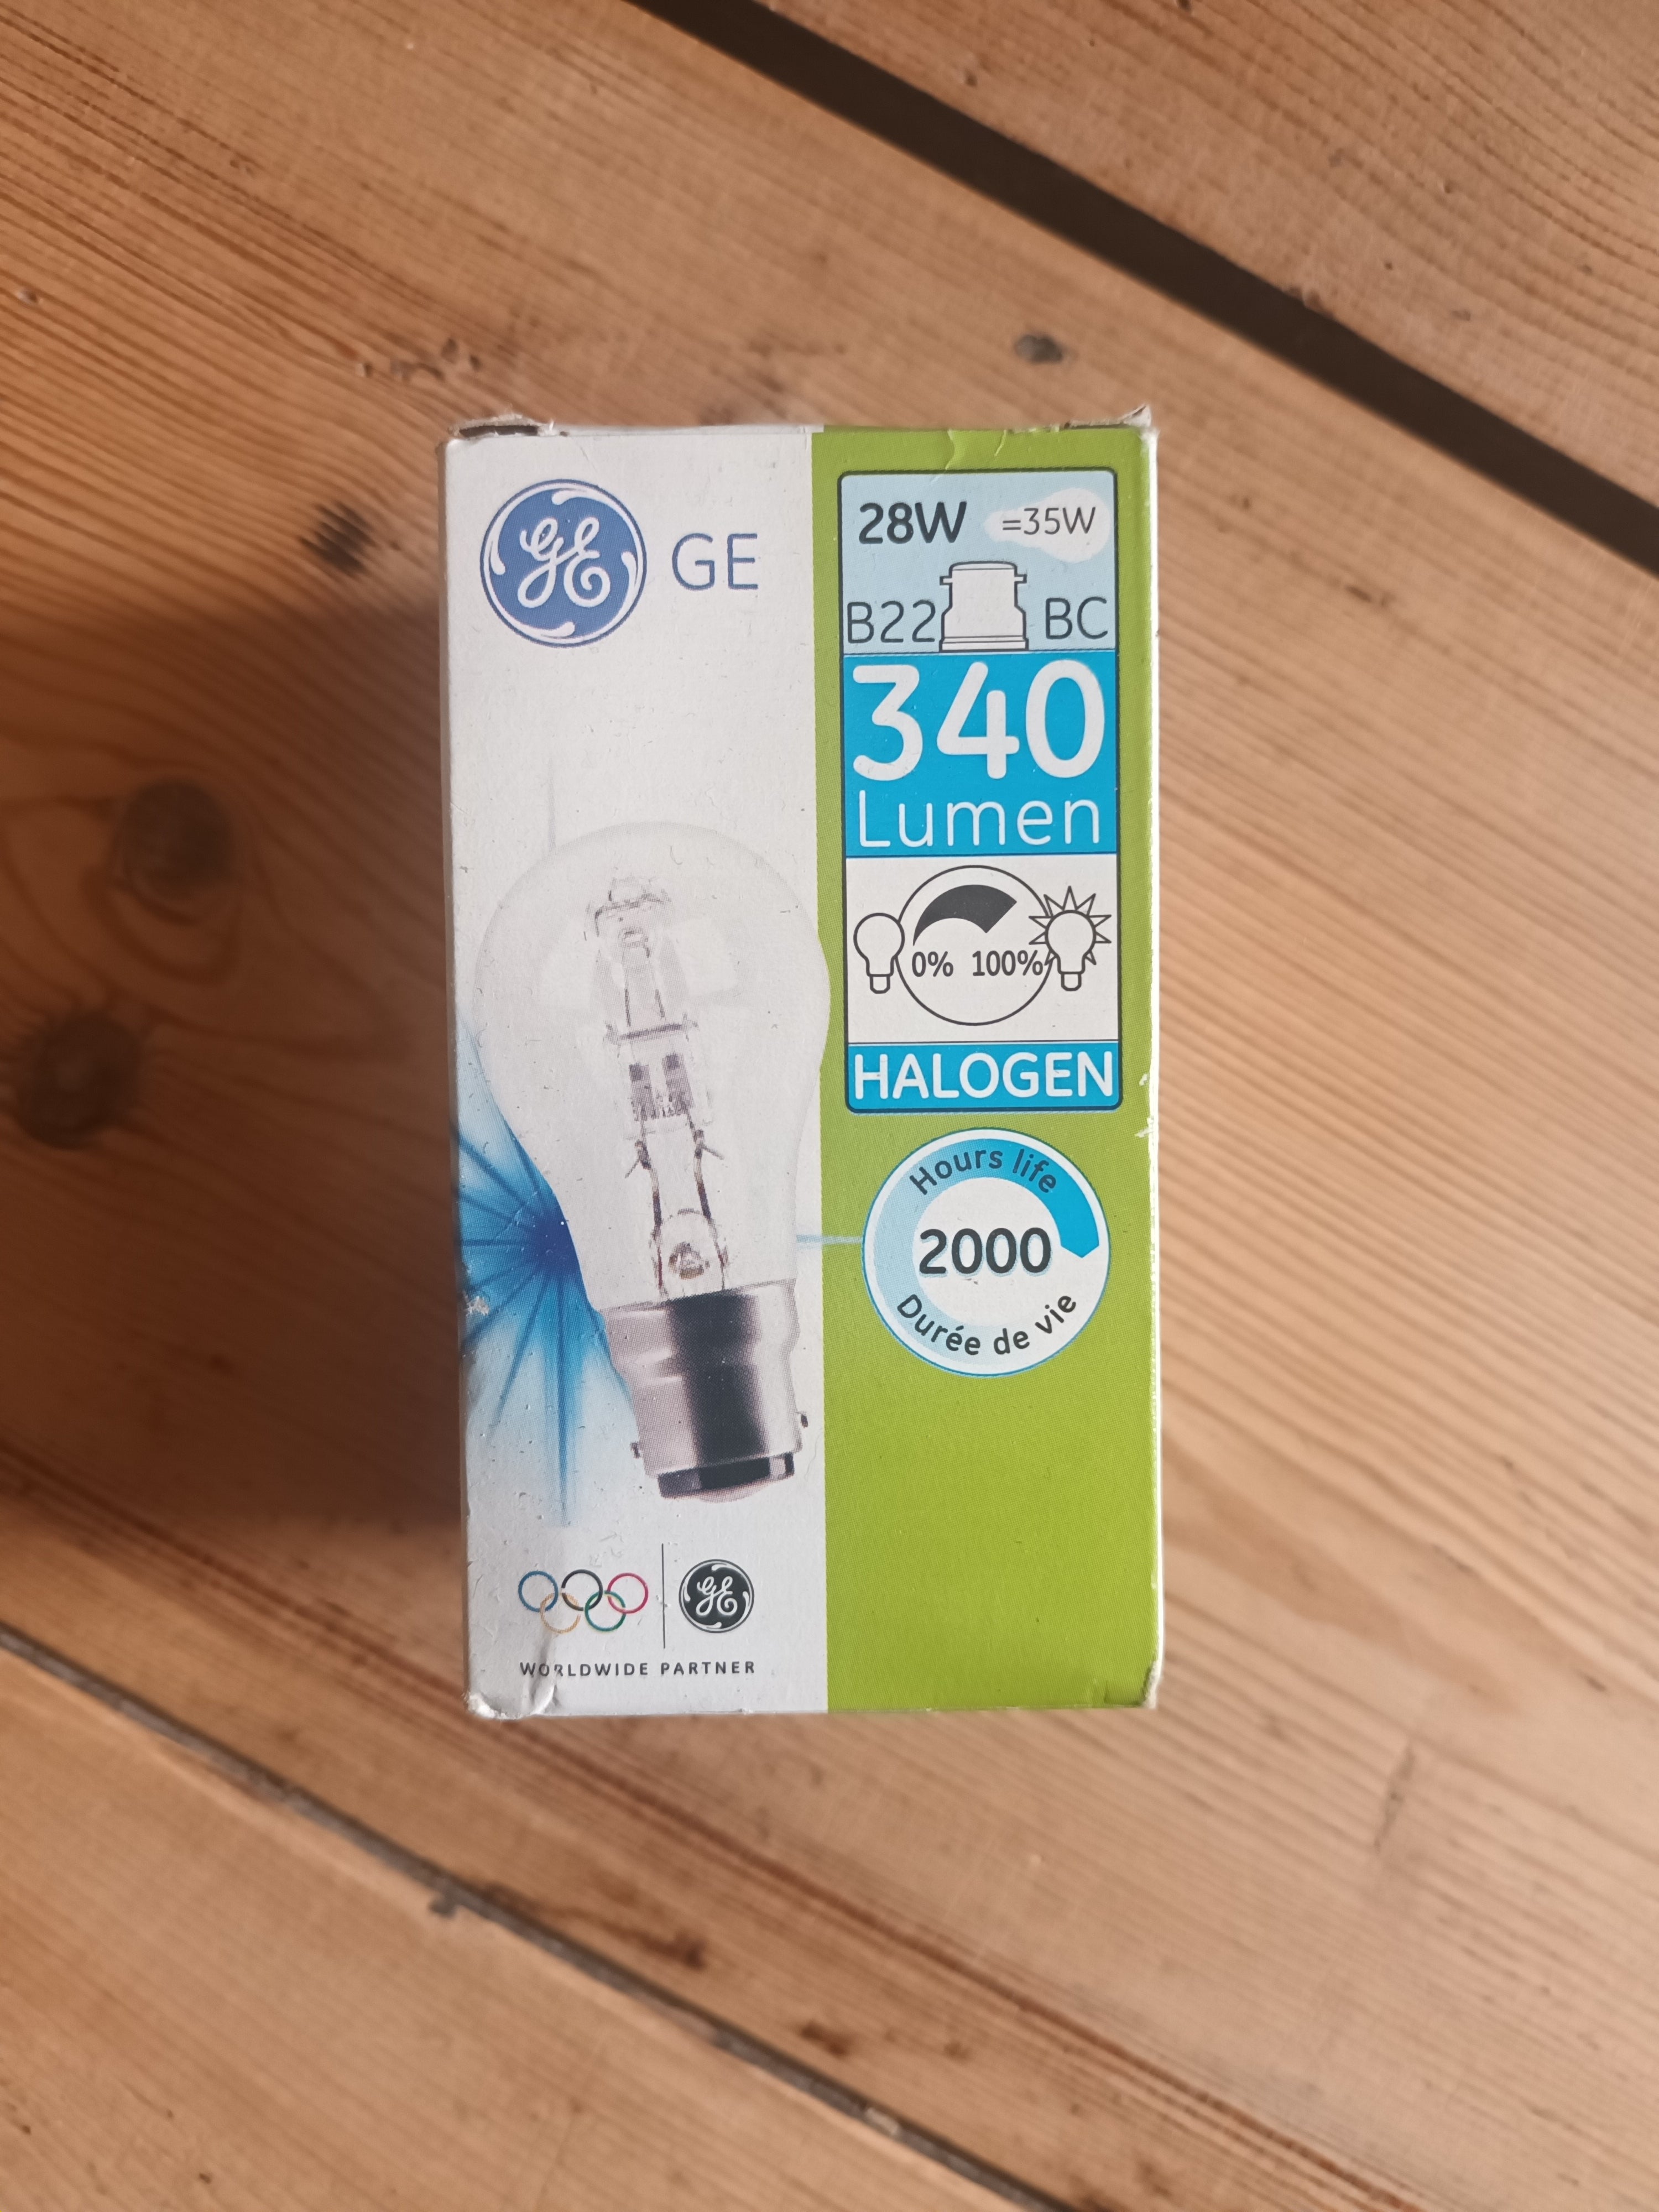 GE GE
28W =35W
B22 BC
340
Lumen
0% 100%
HALOGEN
Hours life
2000
Durée de vie
GE
WORLDWIDE PARTNER